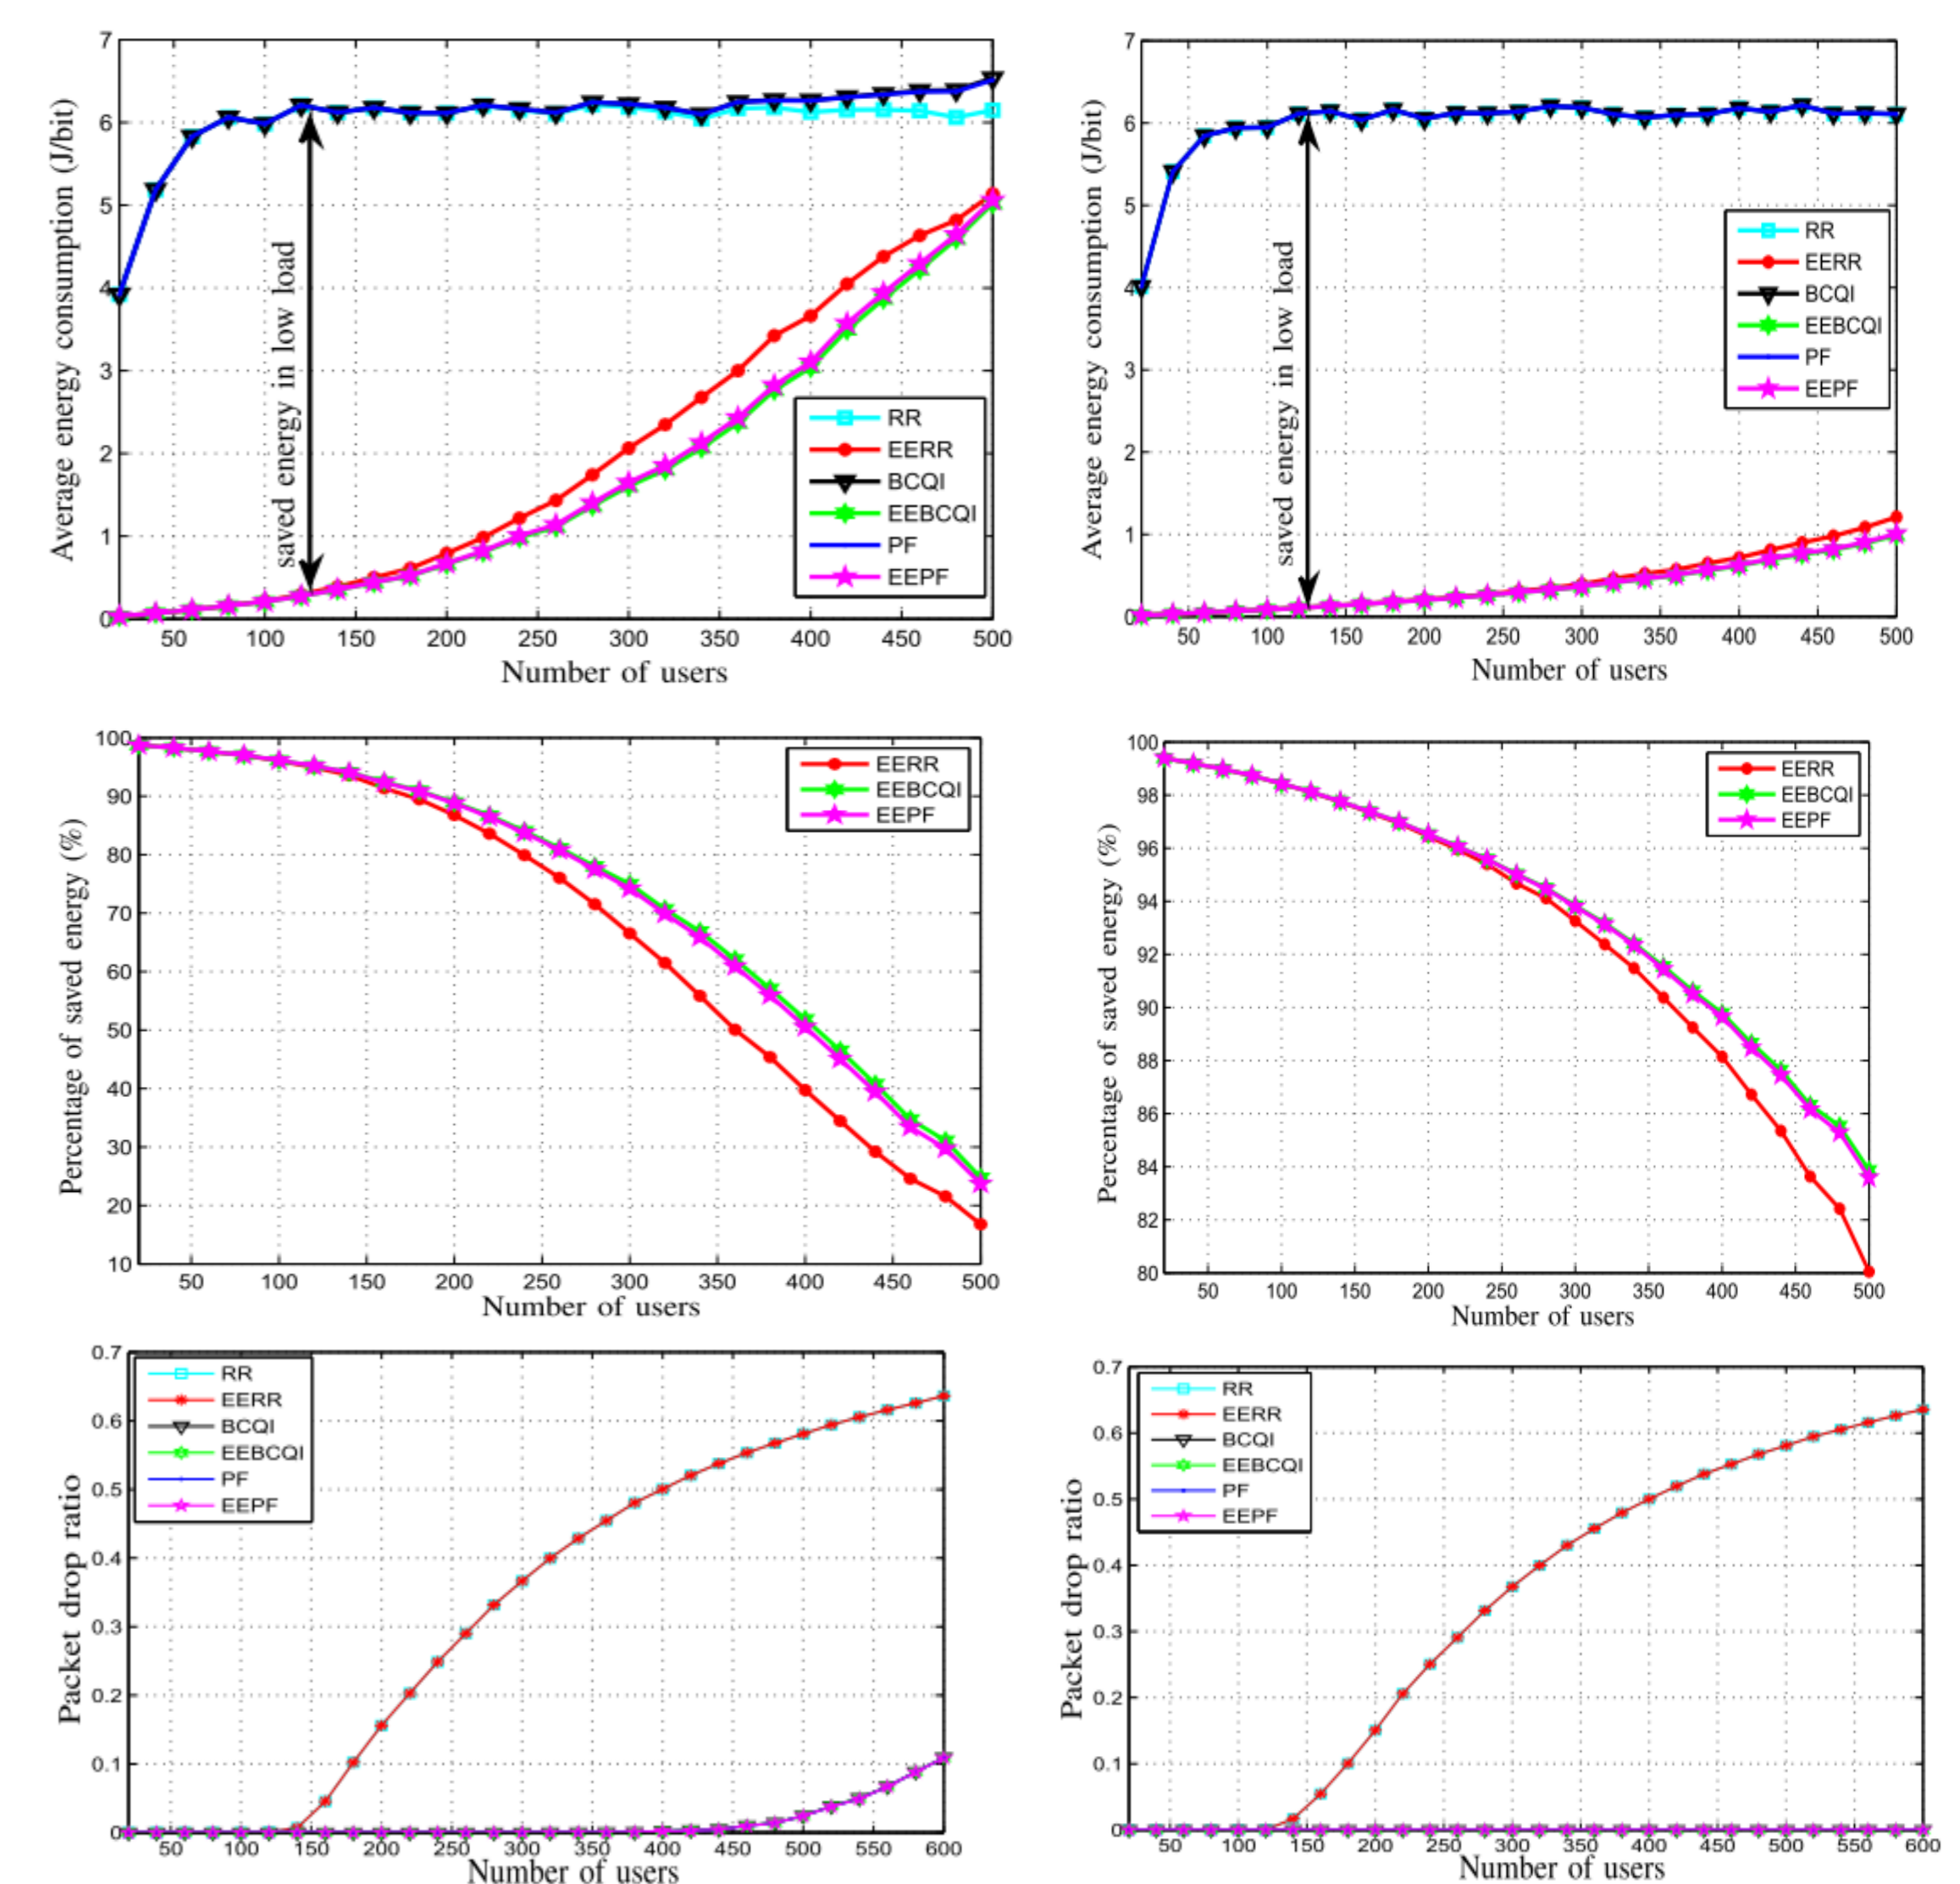 7
6
5
4
3
2
1
0
Average energy consumption (J/bit)
saved energy in low load
RR
EERR
BCQI
EEBCQI
PF
EEPF
50 100 150 200 250 300 350 400 450 500
Number of users
7
6
5
4
3
2
1
0
Average energy consumption (J/bit)
saved energy in low load
RR
EERR
BCQI
EEBCQI
PF
EEPF
50 100 150 200 250 300 350 400 450 500
Number of users
100
90
80
70
60
50
40
30
20
10
Percentage of saved energy (%)
EERR
EEBCQI
EEPF
50 100 150 200 250 300 350 400 450 500
Number of users
100
98
96
94
92
90
88
86
84
82
80
Percentage of saved energy (%)
EERR
EEBCQI
EEPF
50 100 150 200 250 300 350 400 450 500
Number of users
0.7
0.6
0.5
0.4
0.3
0.2
0.1
0
Packet drop ratio
RR
EERR
BCQI
EEBCQI
PF
EEPF
50 100 150 200 250 300 350 400 450 500 550 600
Number of users
0.7
0.6
0.5
0.4
0.3
0.2
0.1
0
Packet drop ratio
RR
EERR
BCQI
EEBCQI
PF
EEPF
50 100 150 200 250 300 350 400 450 500 550 600
Number of users